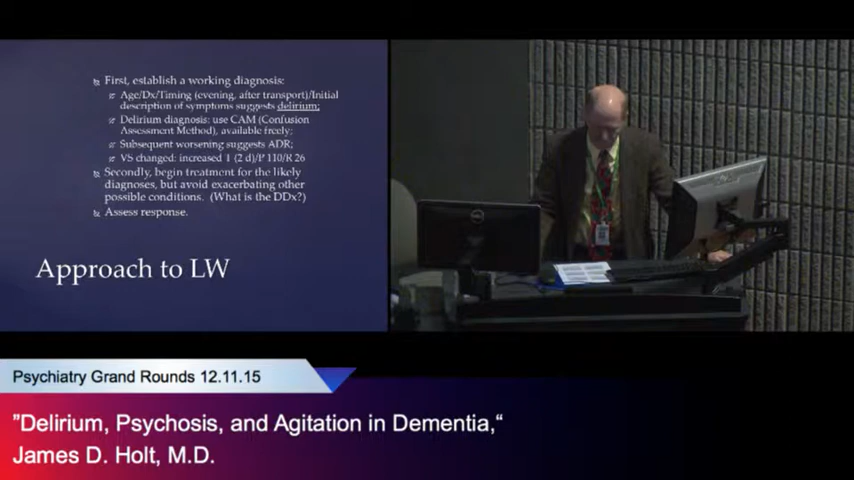 First, establish a working diagnosis:
Age/Dx/Timing (evening, after transport)/Initial
description of symptoms suggests delirium;
Delirium diagnosis: use CAM (Confusion
Assessment Method), available freely;
Subsequent worsening suggests ADR;
VS changed: increased T (2 d)/P 110/R 26
Secondly, begin treatment for the likely
diagnoses, but avoid exacerbating other
possible conditions. (What is the DDx?)
Assess response.
Approach to LW
DELL
Psychiatry Grand Rounds 12.11.15
”Delirium, Psychosis, and Agitation in Dementia,“
James D. Holt, M.D.